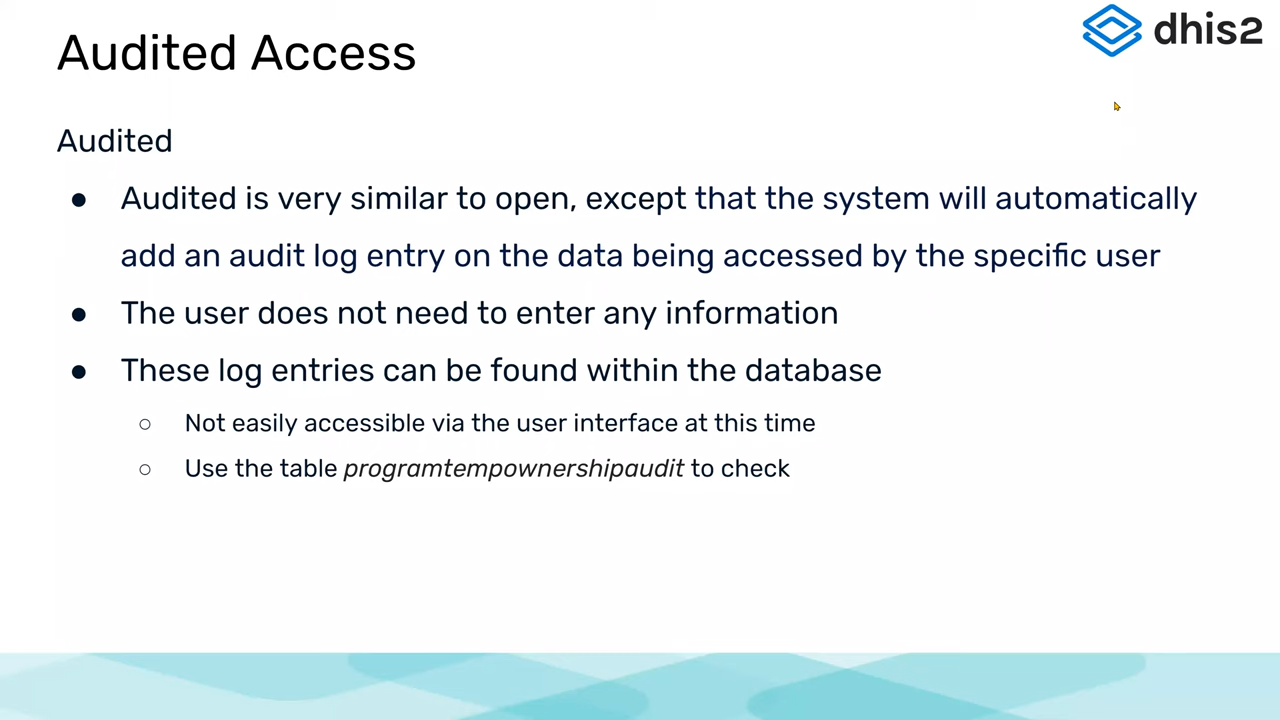 dhis2
Audited Access
Audited
● Audited is very similar to open, except that the system will automatically
add an audit log entry on the data being accessed by the specific user
● The user does not need to enter any information
● These log entries can be found within the database
○ Not easily accessible via the user interface at this time
○ Use the table programtempownershipaudit to check